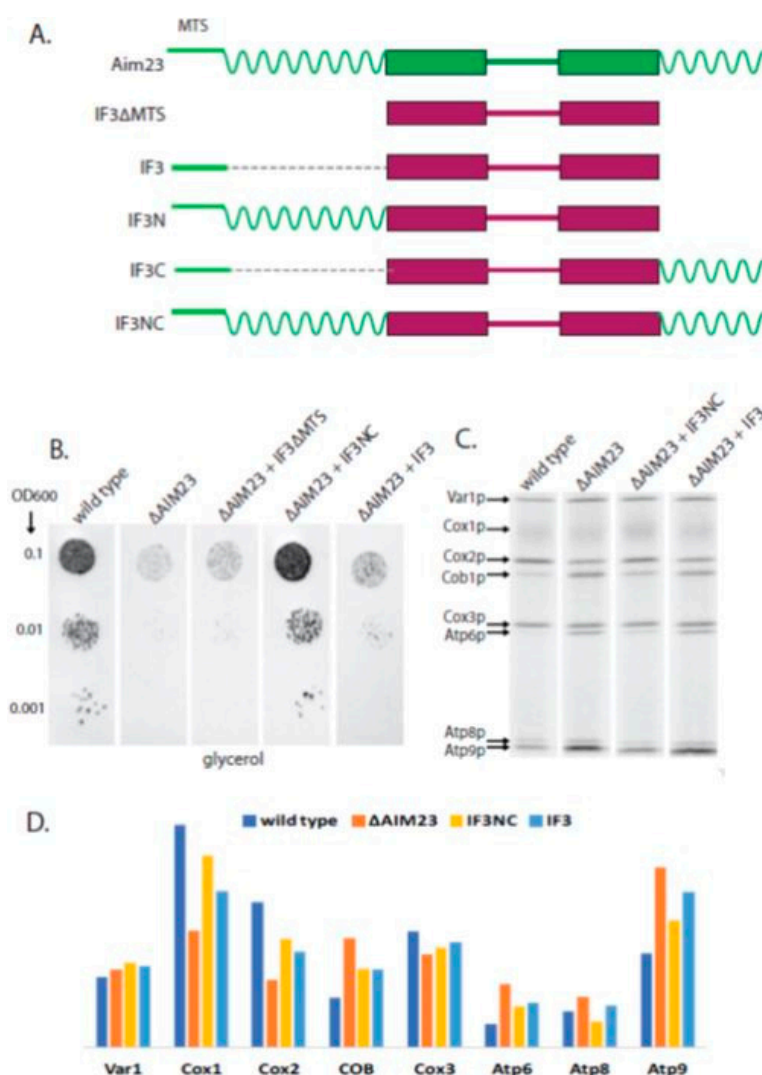 A.
MTS
Aim23
IF3ΔMTS
IF3
IF3N
IF3C
IF3NC
B.
OD600
wild type
ΔAIM23
ΔAIM23 + IF3ΔMTS
ΔAIM23 + IF3NC
ΔAIM23 + IF3
0.1
0.01
0.001
glycerol
C.
wild type
ΔAIM23
ΔAIM23 + IF3NC
ΔAIM23 + IF3
Var1p
Cox1p
Cox2p
Cob1p
Cox3p
Atp6p
Atp8p
Atp9p
D.
wild type ΔAIM23 IF3NC IF3
Var1 Cox1 Cox2 COB Cox3 Atp6 Atp8 Atp9